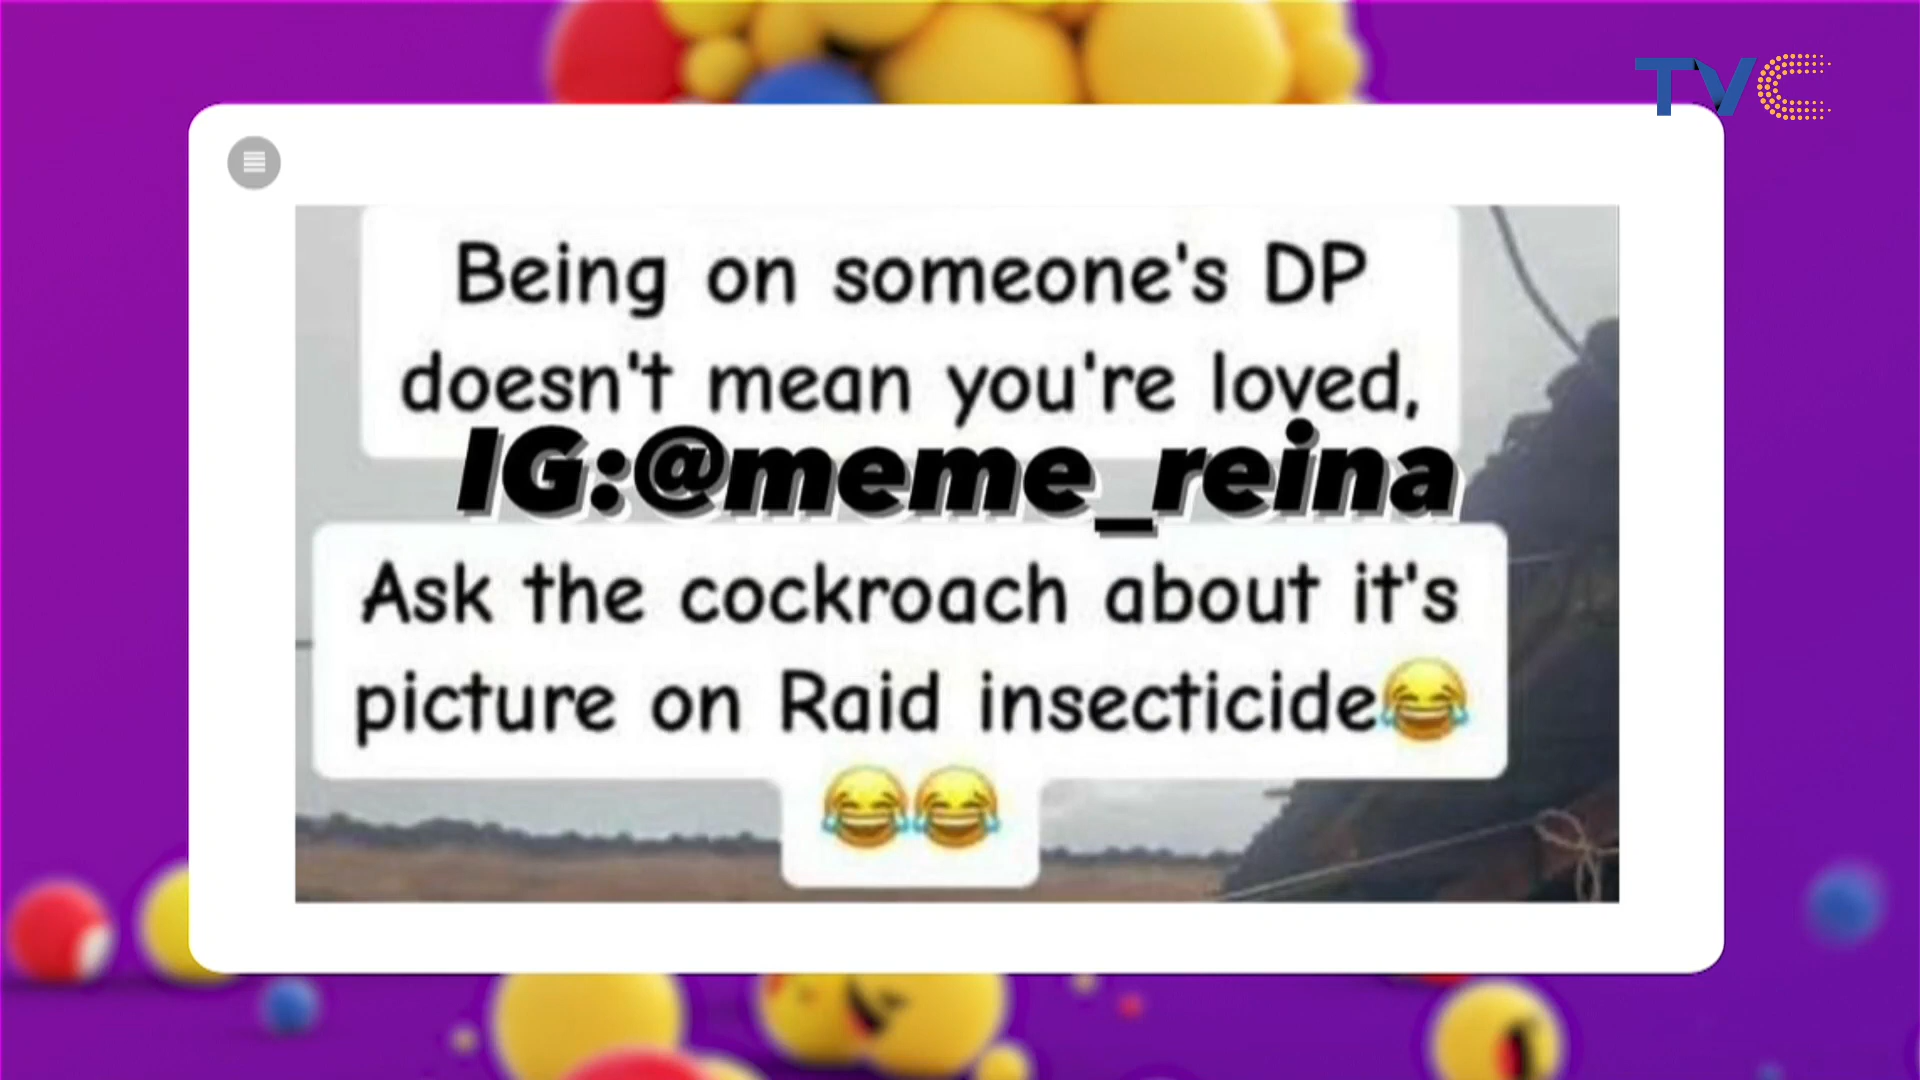 TVC
Being on someone's DP
doesn't mean you're loved,
IG:@meme_reina
Ask the cockroach about it's
picture on Raid insecticide😂
😂😂